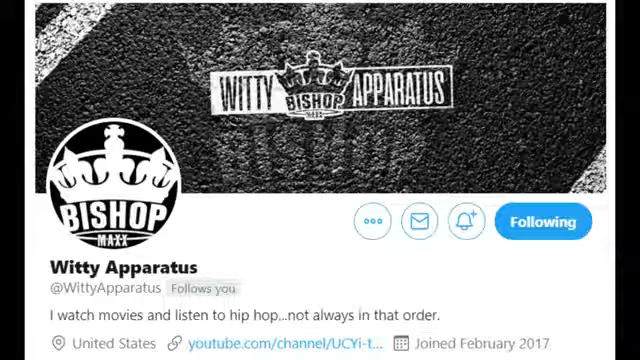 WITTY BISHOP APPARATUS
MAXX
BISHOP
MAXX
Following
Witty Apparatus
@WittyApparatus Follows you
I watch movies and listen to hip hop...not always in that order.
United States youtube.com/channel/UCYi-t... Joined February 2017